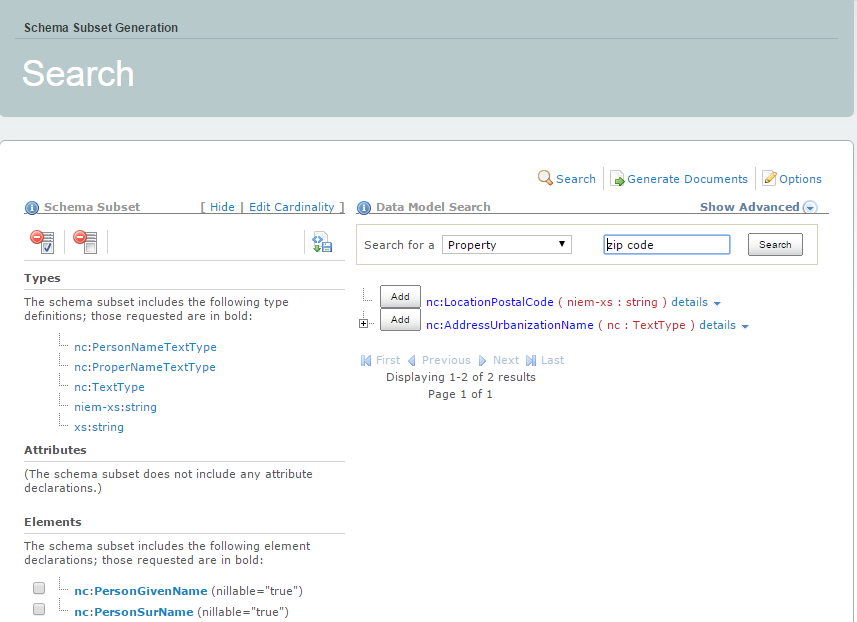 Schema Subset Generation
Search
Search Generate Documents Options
Schema Subset [ Hide | Edit Cardinality ]
Types
The schema subset includes the following type
definitions; those requested are in bold:
nc:PersonNameTextType
nc:ProperNameTextType
nc:TextType
niem-xs:string
xs:string
Attributes
(The schema subset does not include any attribute
declarations.)
Elements
The schema subset includes the following element
declarations; those requested are in bold:
nc:PersonGivenName (nillable="true")
nc:PersonSurName (nillable="true")
Data Model Search Show Advanced
Search for a Property zip code Search
Add nc:LocationPostalCode ( niem-xs : string ) details
Add nc:AddressUrbanizationName ( nc : TextType ) details
First Previous Next Last
Displaying 1-2 of 2 results
Page 1 of 1